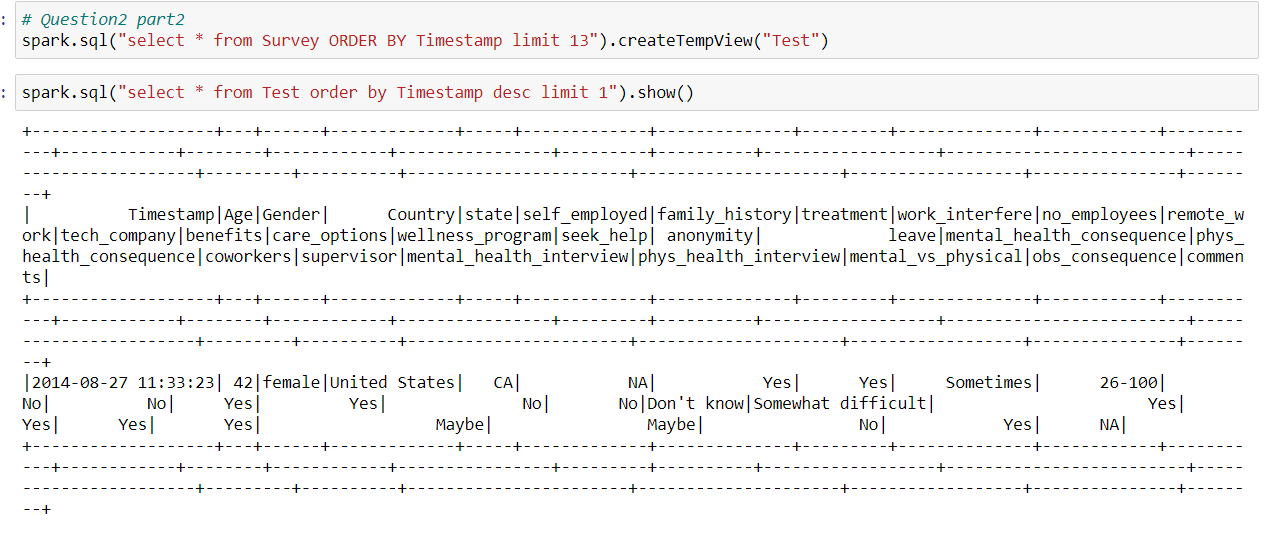 : # Question2 part2
spark.sql("select * from Survey ORDER BY Timestamp limit 13").createTempView("Test")
: spark.sql("select * from Test order by Timestamp desc limit 1").show()
+-------------------+---+------+-------------+-----+-------------+--------------+---------+--------------+------------+--------
---+------------+--------+------------+----------------+---------+----------+------------------+-------------------------+-----
------------------+---------+----------+-----------------------+---------------------+------------------+---------------+------
--+
|          Timestamp|Age|Gender|      Country|state|self_employed|family_history|treatment|work_interfere|no_employees|remote_w
ork|tech_company|benefits|care_options|wellness_program|seek_help| anonymity|             leave|mental_health_consequence|phys_
health_consequence|coworkers|supervisor|mental_health_interview|phys_health_interview|mental_vs_physical|obs_consequence|commen
ts|
+-------------------+---+------+-------------+-----+-------------+--------------+---------+--------------+------------+--------
---+------------+--------+------------+----------------+---------+----------+------------------+-------------------------+-----
------------------+---------+----------+-----------------------+---------------------+------------------+---------------+------
--+
|2014-08-27 11:33:23| 42|female|United States|   CA|           NA|           Yes|      Yes|     Sometimes|      26-100|
No|          No|     Yes|         Yes|              No|       No|Don't know|Somewhat difficult|                      Yes|
Yes|      Yes|       Yes|                  Maybe|                Maybe|                No|            Yes|      NA|
+-------------------+---+------+-------------+-----+-------------+--------------+---------+--------------+------------+--------
---+------------+--------+------------+----------------+---------+----------+------------------+-------------------------+-----
------------------+---------+----------+-----------------------+---------------------+------------------+---------------+------
--+